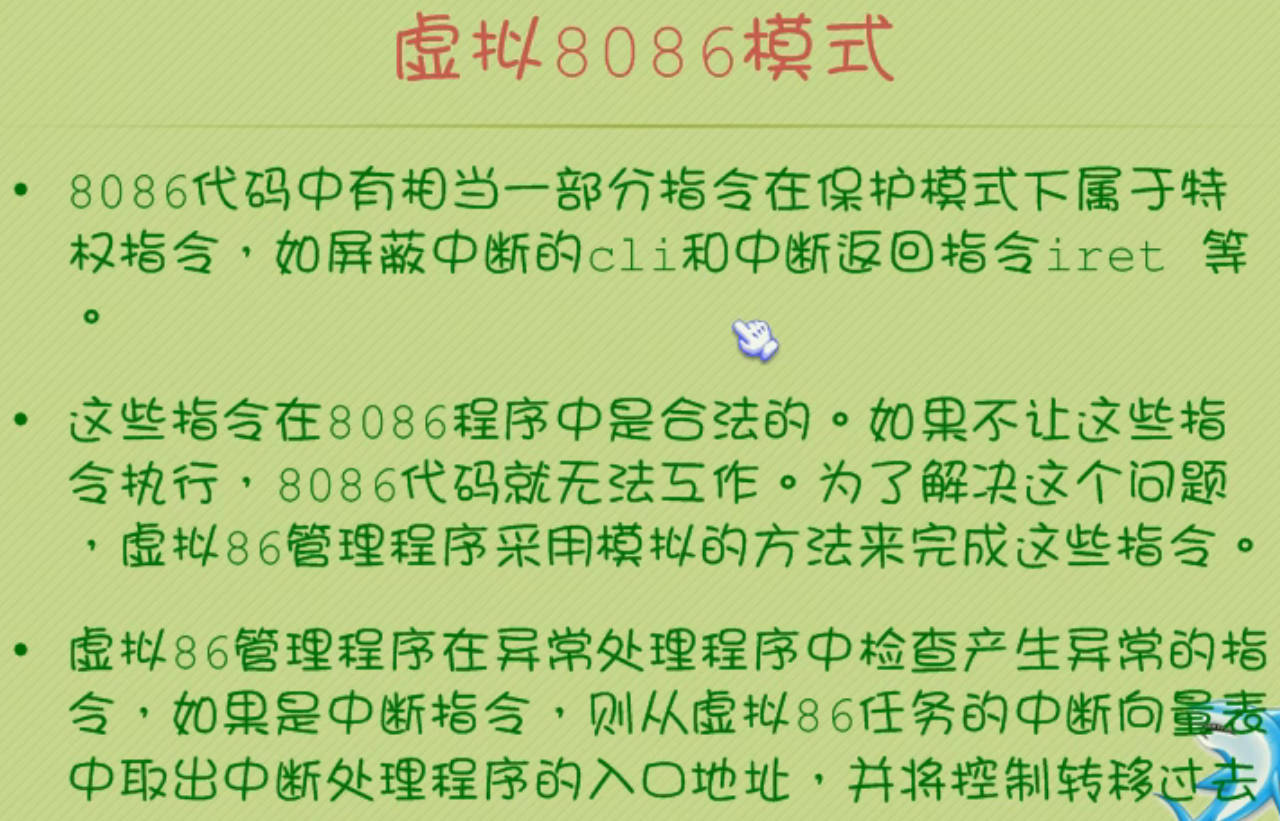 虚拟8086模式
• 8086代码中有相当一部分指令在保护模式下属于特
权指令，如屏蔽中断的cli和中断返回指令iret 等
。
• 这些指令在8086程序中是合法的。如果不让这些指
令执行，8086代码就无法工作。为了解决这个问题
，虚拟86管理程序采用模拟的方法来完成这些指令。
• 虚拟86管理程序在异常处理程序中检查产生异常的指
令，如果是中断指令，则从虚拟86任务的中断向量表
中取出中断处理程序的入口地址，并将控制转移过去